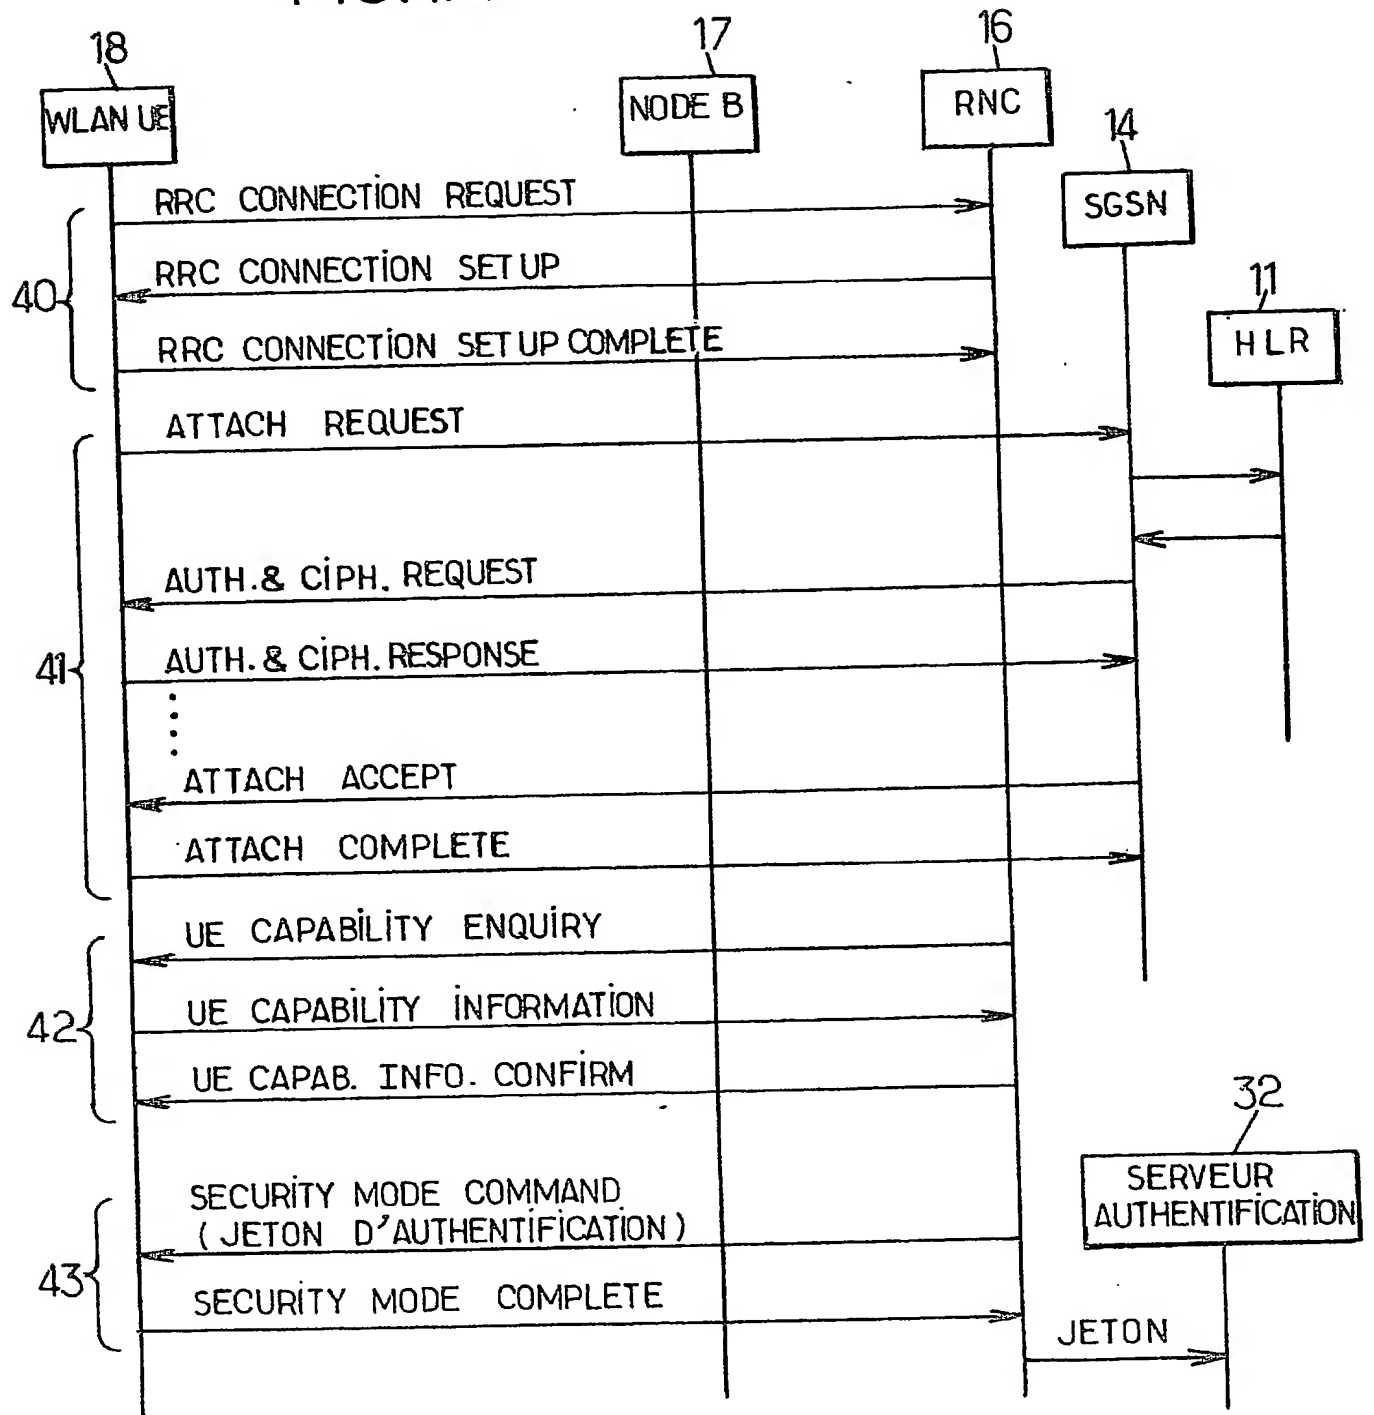 18
17
16
WLAN UE
NODE B
RNC
14
SGSN
RRC CONNECTION REQUEST
RRC CONNECTION SET UP
40
11
HLR
RRC CONNECTION SET UP COMPLETE
ATTACH REQUEST
AUTH. & CIPH. REQUEST
41
AUTH. & CIPH. RESPONSE
ATTACH ACCEPT
ATTACH COMPLETE
UE CAPABILITY ENQUIRY
42
UE CAPABILITY INFORMATION
UE CAPAB. INFO. CONFIRM
32
SERVEUR
AUTHENTIFICATION
SECURITY MODE COMMAND
(JETON D'AUTHENTIFICATION)
43
SECURITY MODE COMPLETE
JETON